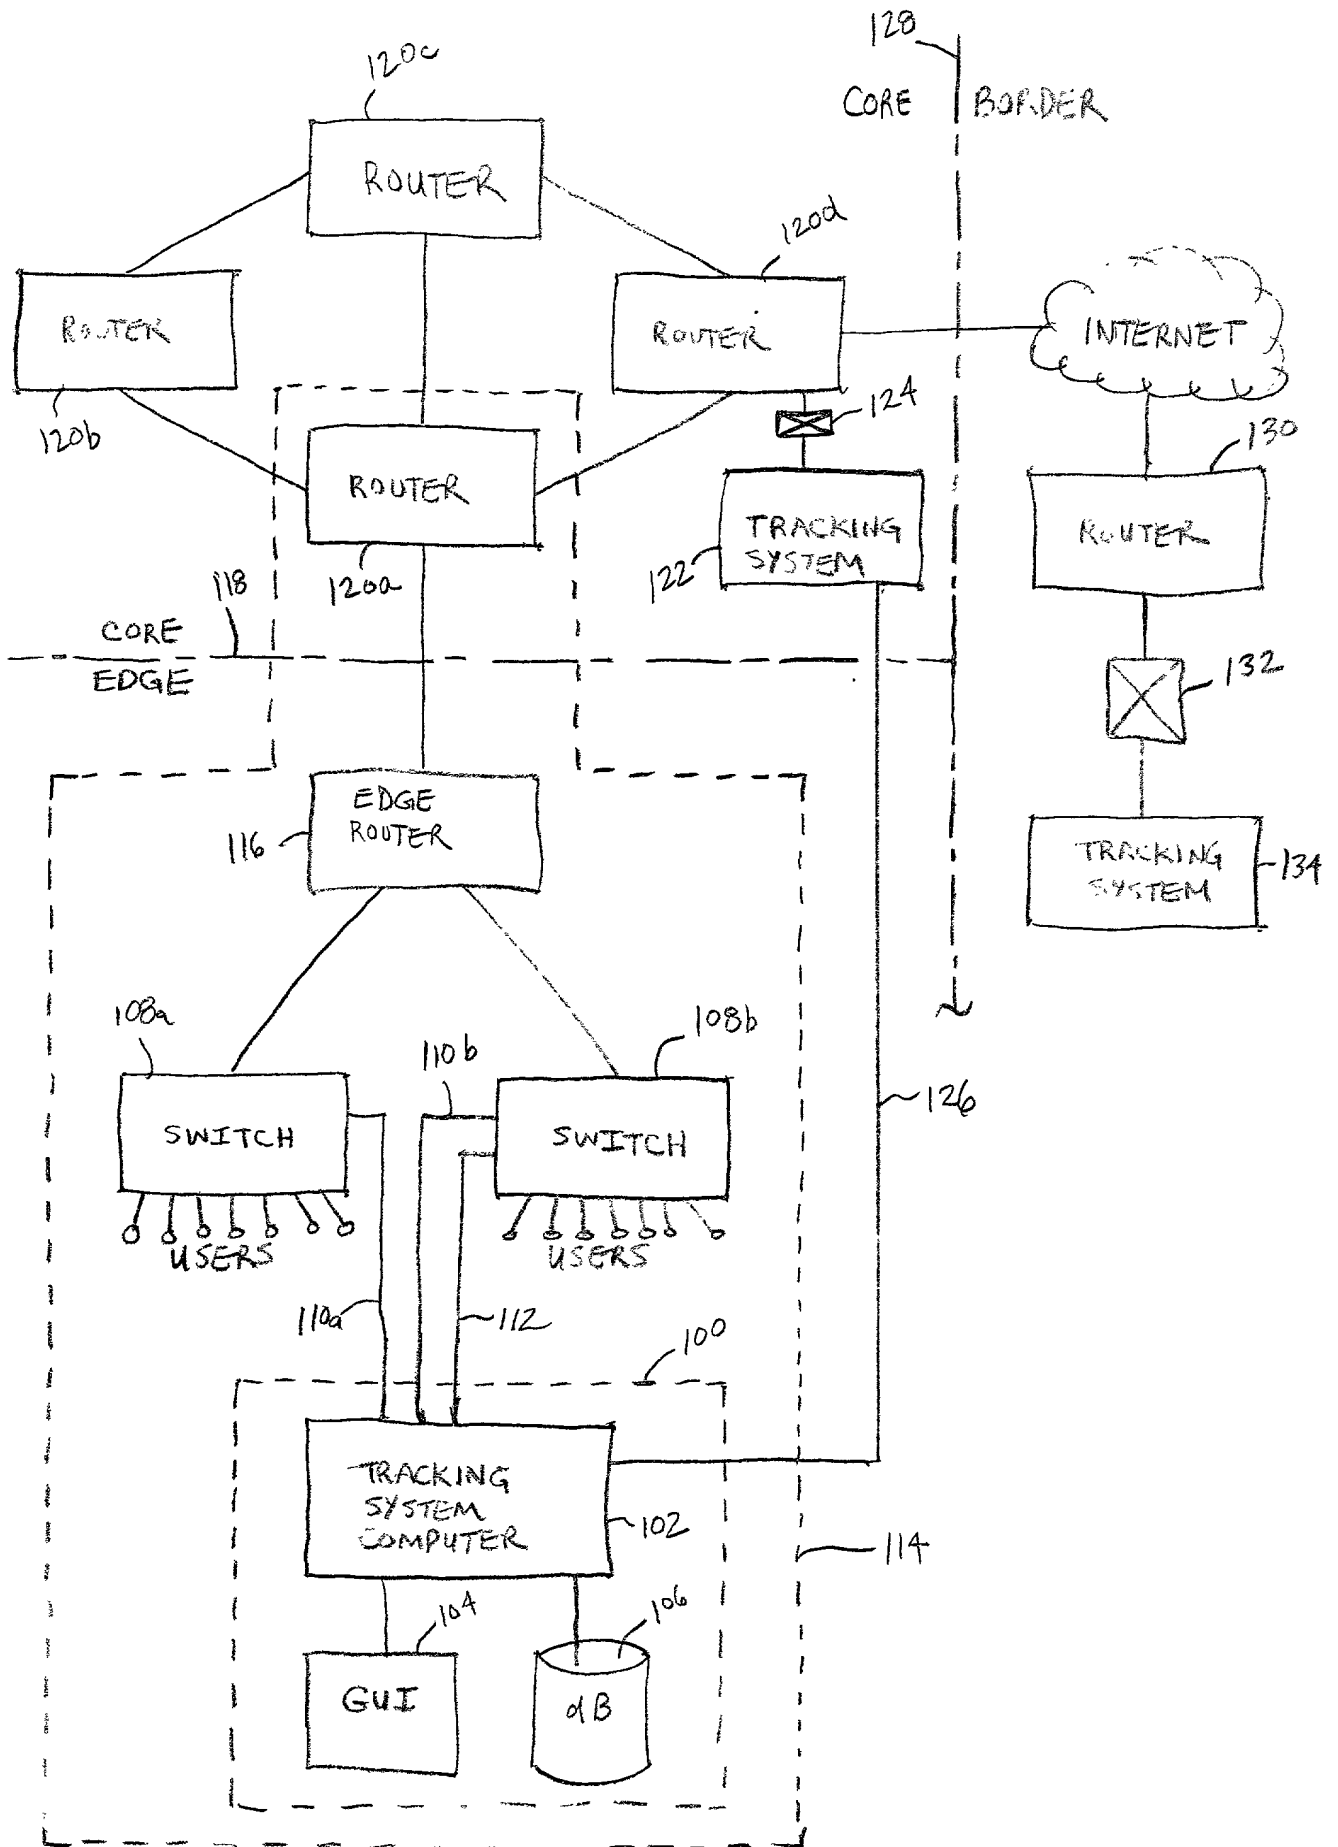 128
120c
CORE
BORDER
ROUTER
120d
ROUTER
ROUTER
INTERNET
124
120b
130
ROUTER
TRACKING
SYSTEM
ROUTER
120a
122
118
CORE
EDGE
132
EDGE
ROUTER
116
TRACKING
SYSTEM
134
108a
108b
110b
126
SWITCH
SWITCH
USERS
USERS
110a
112
100
TRACKING
SYSTEM
COMPUTER
102
114
104
106
GUI
dB